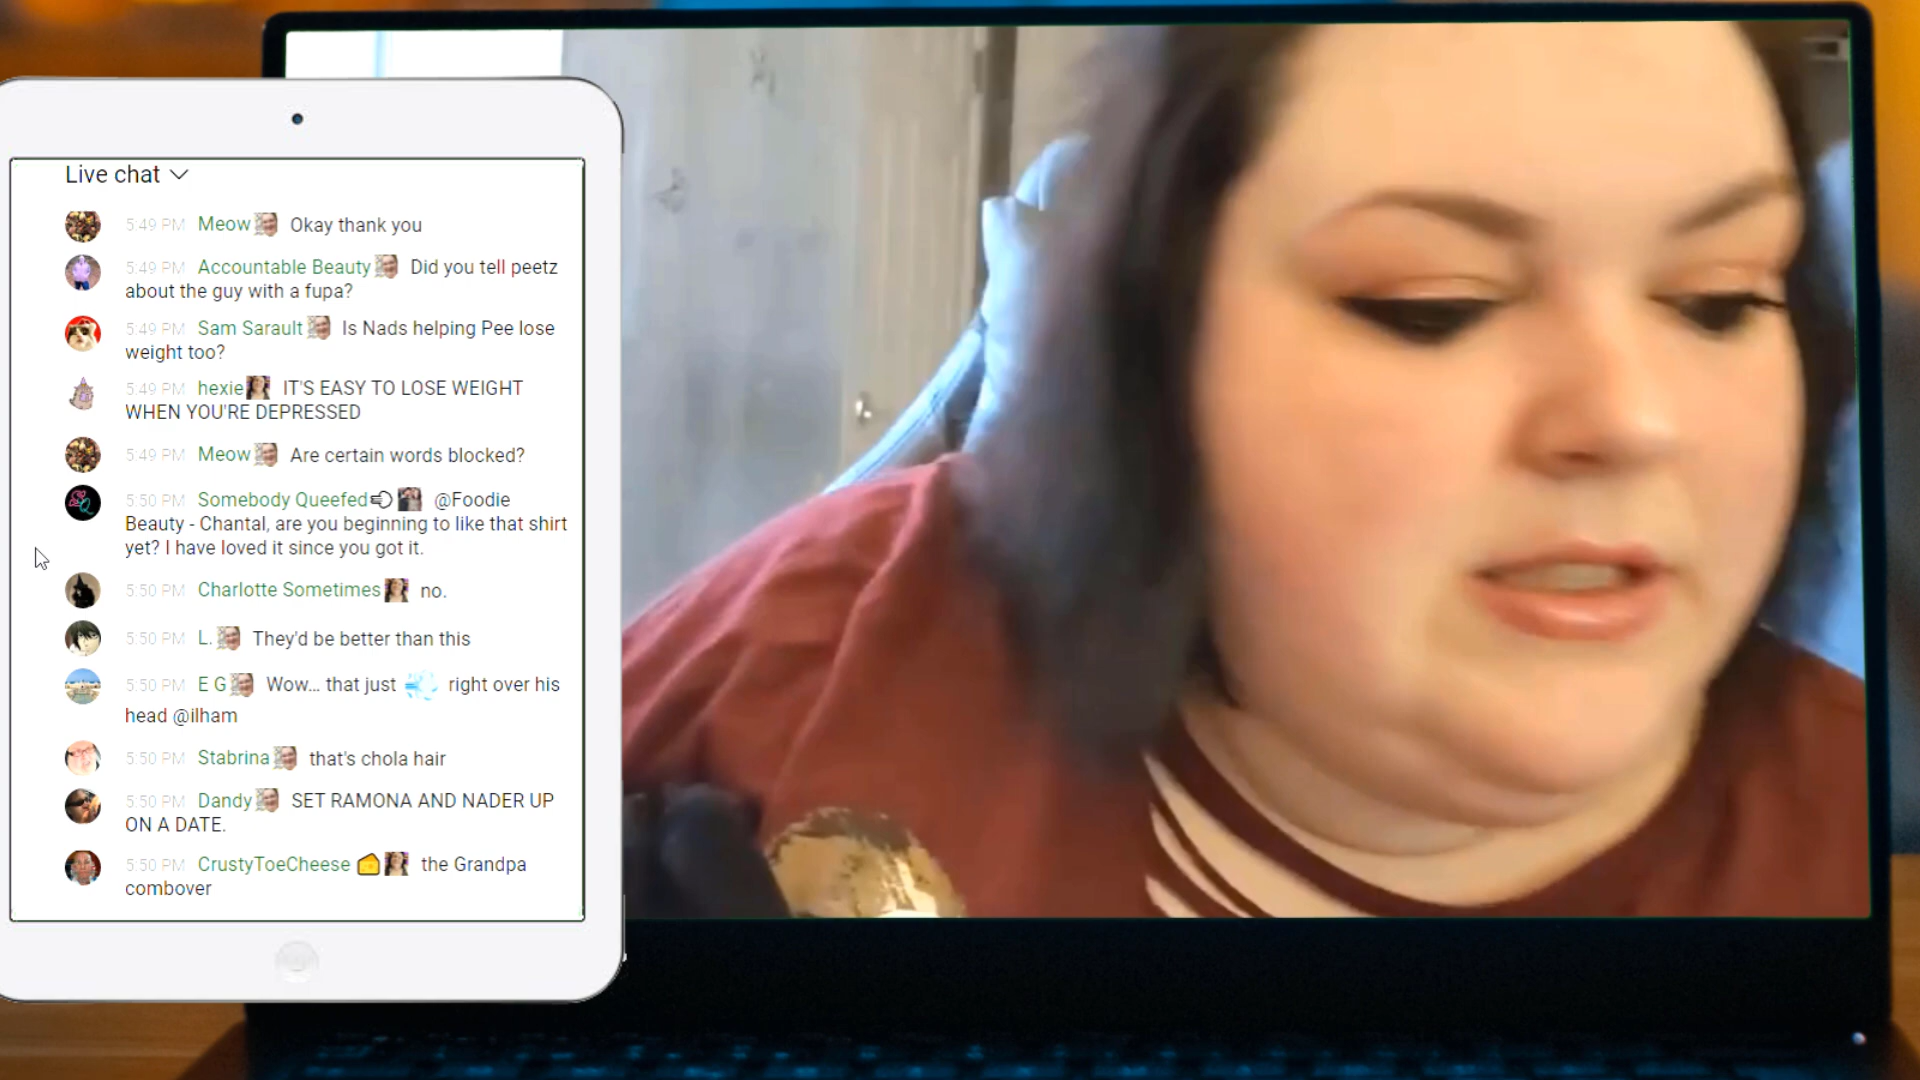 Live chat
5:49 PM Meow Okay thank you
5:49 PM Accountable Beauty Did you tell peetz
about the guy with a fupa?
5:49 PM Sam Sarault Is Nads helping Pee lose
weight too?
5:49 PM hexie IT'S EASY TO LOSE WEIGHT
WHEN YOU'RE DEPRESSED
5:49 PM Meow Are certain words blocked?
5:50 PM Somebody Queefed @Foodie
Beauty - Chantal, are you beginning to like that shirt
yet? I have loved it since you got it.
5:50 PM Charlotte Sometimes no.
5:50 PM L. They'd be better than this
5:50 PM E G Wow... that just 💨 right over his
head @ilham
5:50 PM Stabrina that's chola hair
5:50 PM Dandy SET RAMONA AND NADER UP
ON A DATE.
5:50 PM CrustyToeCheese 🧀 the Grandpa
combover